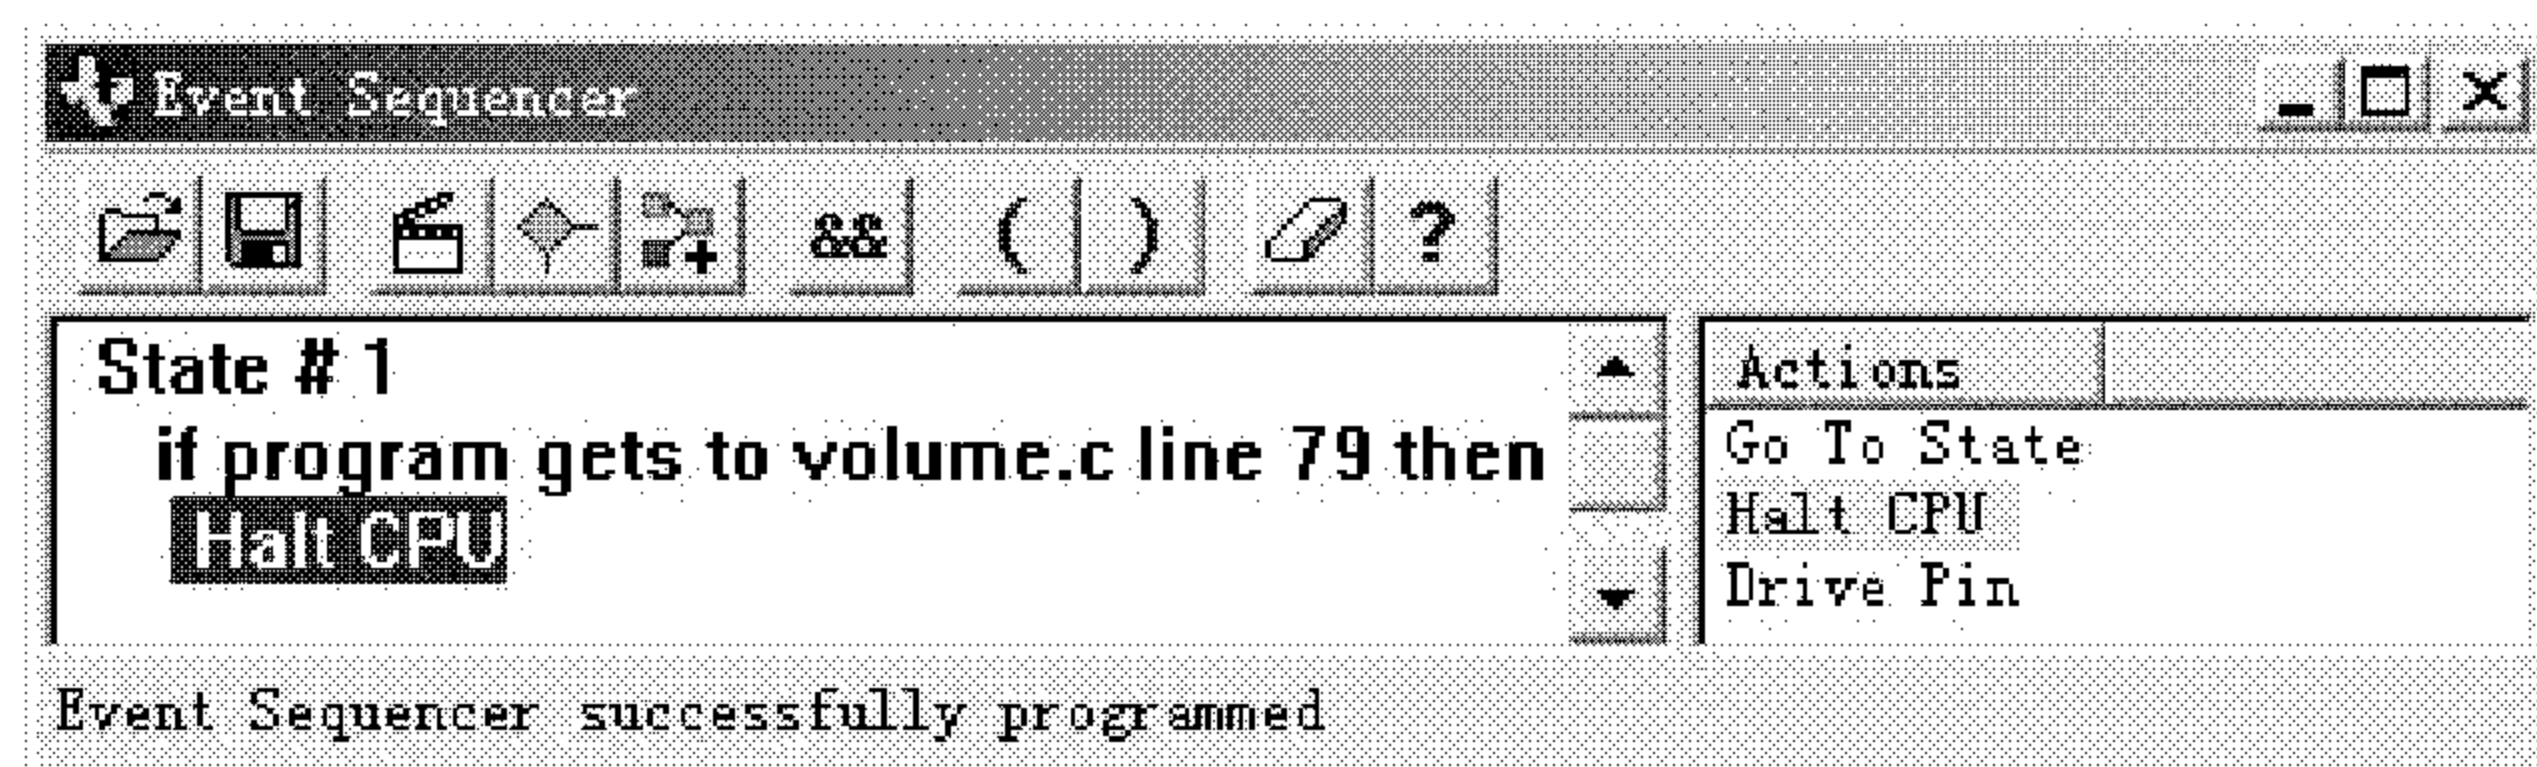 Event Sequencer
&& ( ) ?
State # 1
if program gets to volume.c line 79 then
Halt CPU
Actions
Go To State
Halt CPU
Drive Pin
Event Sequencer successfully programmed